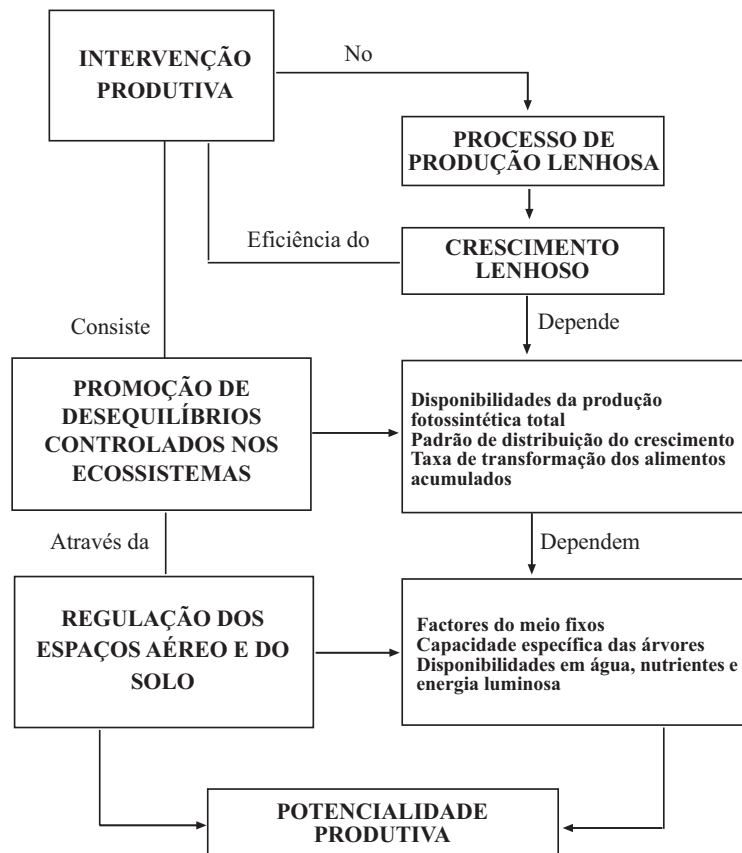 INTERVENÇÃO
PRODUTIVA
No
PROCESSO DE
PRODUÇÃO LENHOSA
Eficiência do
CRESCIMENTO
LENHOSO
Consiste
Depende
PROMOÇÃO DE
DESEQUILÍBRIOS
CONTROLADOS NOS
ECOSSISTEMAS
Disponibilidades da produção
fotossintética total
Padrão de distribuição do crescimento
Taxa de transformação dos alimentos
acumulados
Através da
Dependem
REGULAÇÃO DOS
ESPAÇOS AÉREO E DO
SOLO
Factores do meio fixos
Capacidade específica das árvores
Disponibilidades em água, nutrientes e
energia luminosa
POTENCIALIDADE
PRODUTIVA